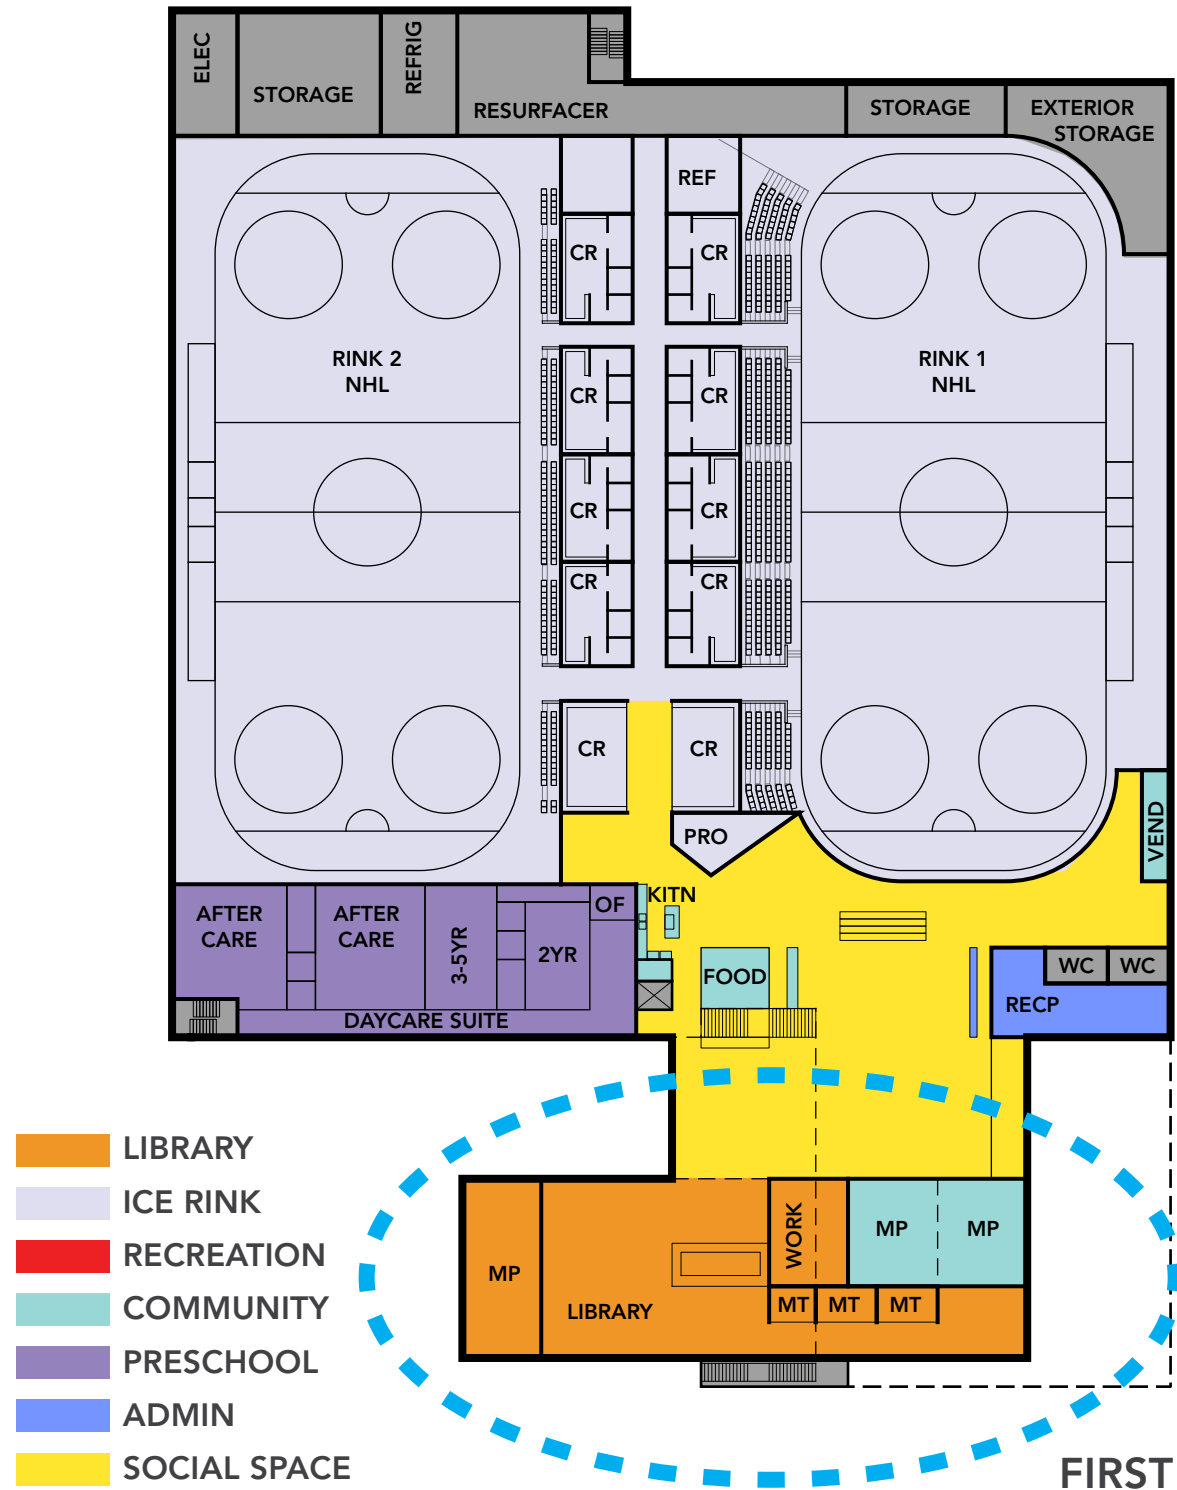 ELEC
STORAGE
REFRIG
RESURFACER
STORAGE
EXTERIOR
STORAGE
REF
CR
CR
RINK 2
NHL
RINK 1
NHL
CR
CR
CR
CR
CR
CR
CR
CR
PRO
VEND
AFTER
CARE
AFTER
CARE
3-5YR
2YR
OF
KITN
FOOD
WC
WC
RECP
DAYCARE SUITE
LIBRARY
ICE RINK
RECREATION
COMMUNITY
PRESCHOOL
ADMIN
SOCIAL SPACE
MP
LIBRARY
WORK
MP
MP
MT
MT
MT
FIRST